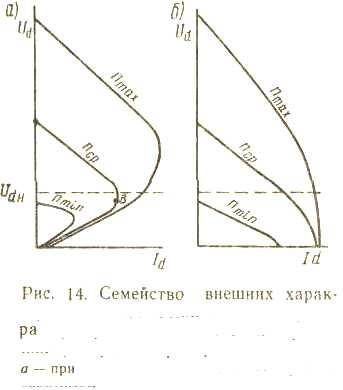 а) б)
U_d U_d
n_max n_max
n_ср n_ср
U_dн
n_min В n_min
I_d I_d
Рис. 14. Семейство внешних харак-
ра
а — при